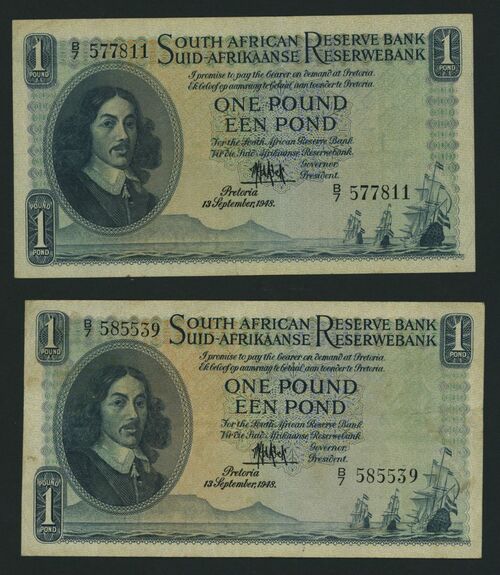 1
POUND
B/7 577811
SOUTH AFRICAN RESERVE BANK
SUID-AFRIKAANSE RESERWEBANK
1
POND
I promise to pay the bearer on demand at Pretoria.
Ek beloof op aanvraag te betaal aan toonder te Pretoria.
ONE POUND
EEN POND
For the South African Reserve Bank.
Vir die Suid-Afrikaanse Reserwebank.
Governor,
President.
Pretoria
13 September, 1948.
B/7 577811
POUND
1
POND
1
POUND
B/7 585539
SOUTH AFRICAN RESERVE BANK
SUID-AFRIKAANSE RESERWEBANK
1
POND
I promise to pay the bearer on demand at Pretoria.
Ek beloof op aanvraag te betaal aan toonder te Pretoria.
ONE POUND
EEN POND
For the South African Reserve Bank.
Vir die Suid-Afrikaanse Reserwebank.
Governor,
President.
Pretoria
13 September, 1948.
B/7 585539
POUND
1
POND